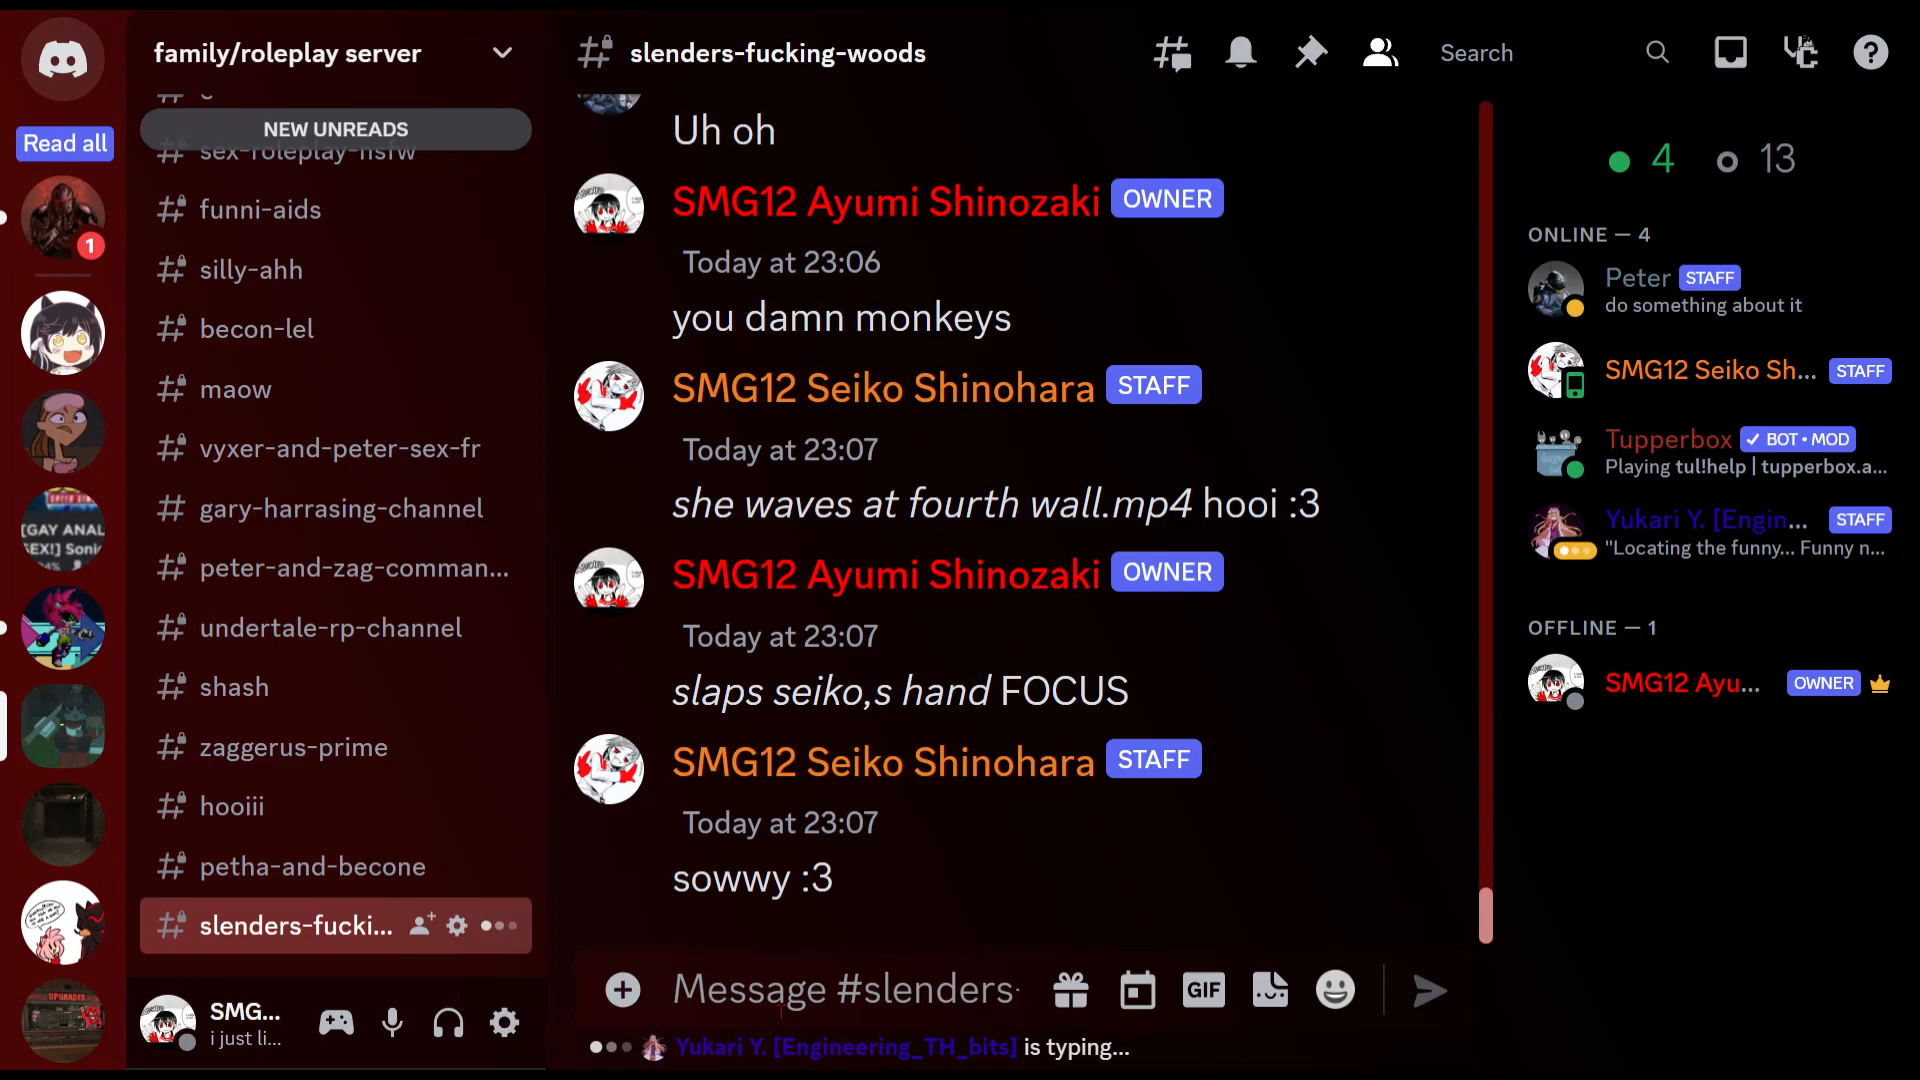 family/roleplay server
NEW UNREADS
sex-roleplay-nsfw
funni-aids
silly-ahh
becon-lel
maow
vyxer-and-peter-sex-fr
gary-harrasing-channel
peter-and-zag-comman...
undertale-rp-channel
shash
zaggerus-prime
hooiii
petha-and-becone
slenders-fucki...
SMG...
i just li...
Read all
1
[GAY ANAL
SEX!] Soni
UPGRADES
slenders-fucking-woods
Search
Uh oh
SMG12 Ayumi Shinozaki OWNER
Today at 23:06
you damn monkeys
SMG12 Seiko Shinohara STAFF
Today at 23:07
she waves at fourth wall.mp4 hooi :3
SMG12 Ayumi Shinozaki OWNER
Today at 23:07
slaps seiko,s hand FOCUS
SMG12 Seiko Shinohara STAFF
Today at 23:07
sowwy :3
Message #slenders-
GIF
Yukari Y. [Engineering_TH_bits] is typing...
4 13
ONLINE — 4
Peter STAFF
do something about it
SMG12 Seiko Sh... STAFF
Tupperbox ✓ BOT • MOD
Playing tul!help | tupperbox.a...
Yukari Y. [Engin... STAFF
"Locating the funny... Funny n...
OFFLINE — 1
SMG12 Ayu... OWNER